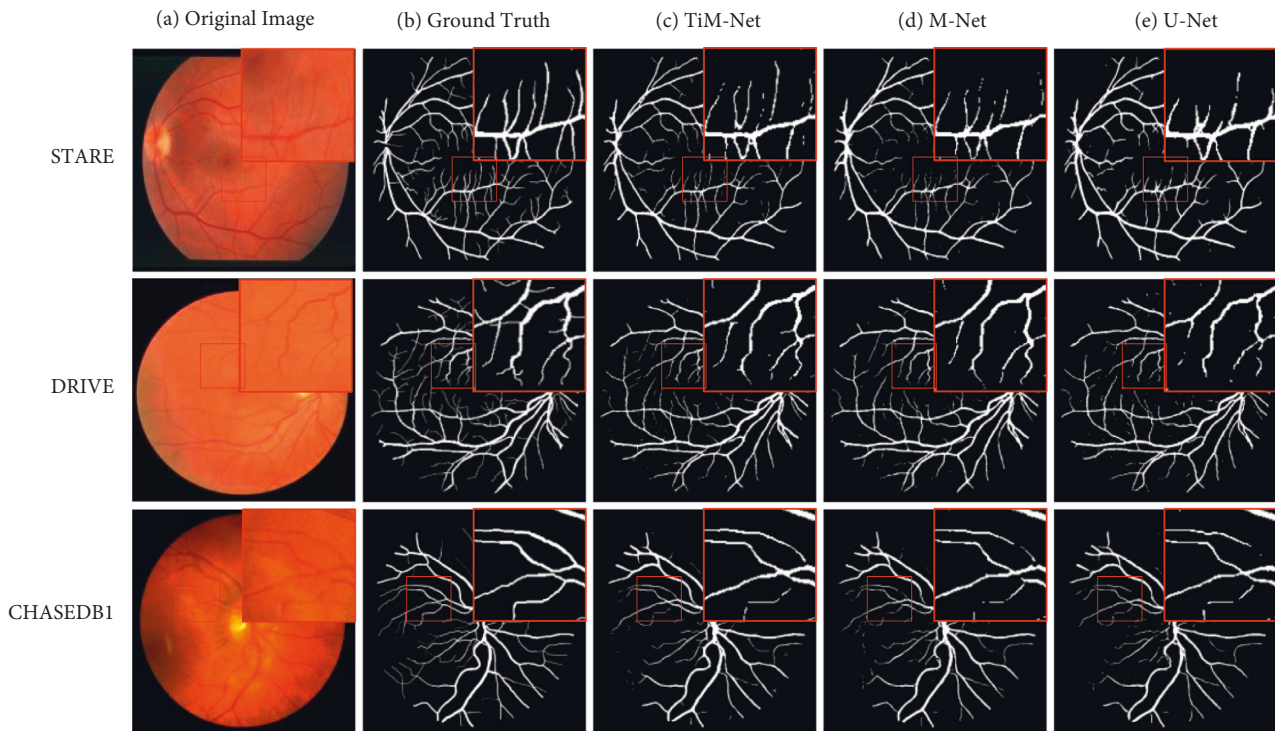 (a) Original Image
(b) Ground Truth
(c) TiM-Net
(d) M-Net
(e) U-Net
STARE
DRIVE
CHASEDB1